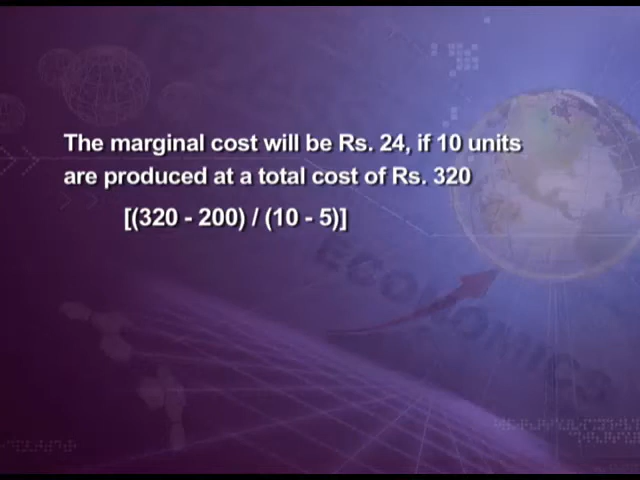 The marginal cost will be Rs. 24, if 10 units
are produced at a total cost of Rs. 320
[(320 - 200) / (10 - 5)]
ECONOMICS